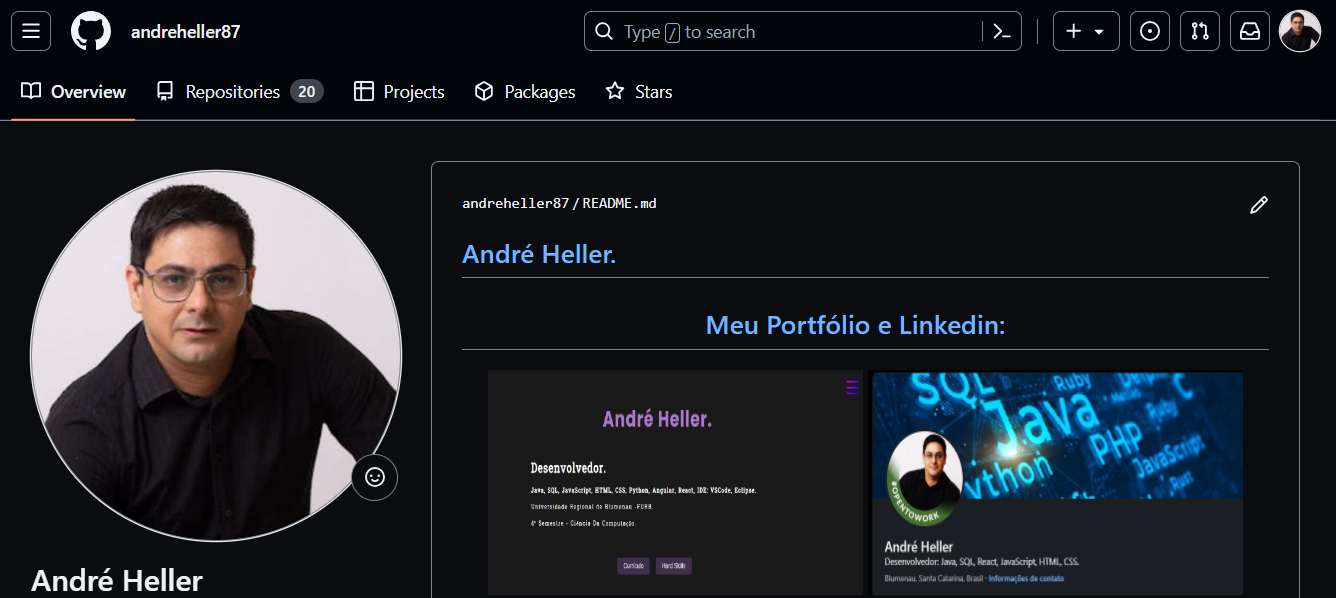 andreheller87
Type / to search
Overview
Repositories 20
Projects
Packages
Stars
andreheller87/README.md
André Heller.
Meu Portfólio e Linkedin:
André Heller.
Desenvolvedor.
Java, SQL, JavaScript, HTML, CSS, Python, Angular, React, IDE: VSCode, Eclipse.
Universidade Regional de Blumenau -FURB.
4º Semestre - Ciência Da Computação.
Currículo
Hard Skills
SQL
Ruby
Java
Ruby
C
PHP
JavaScript
ython
Rust
#OPENTOWORK
André Heller
Desenvolvedor: Java, SQL, React, JavaScript, HTML, CSS.
Blumenau, Santa Catarina, Brasil - Informações de contato
André Heller